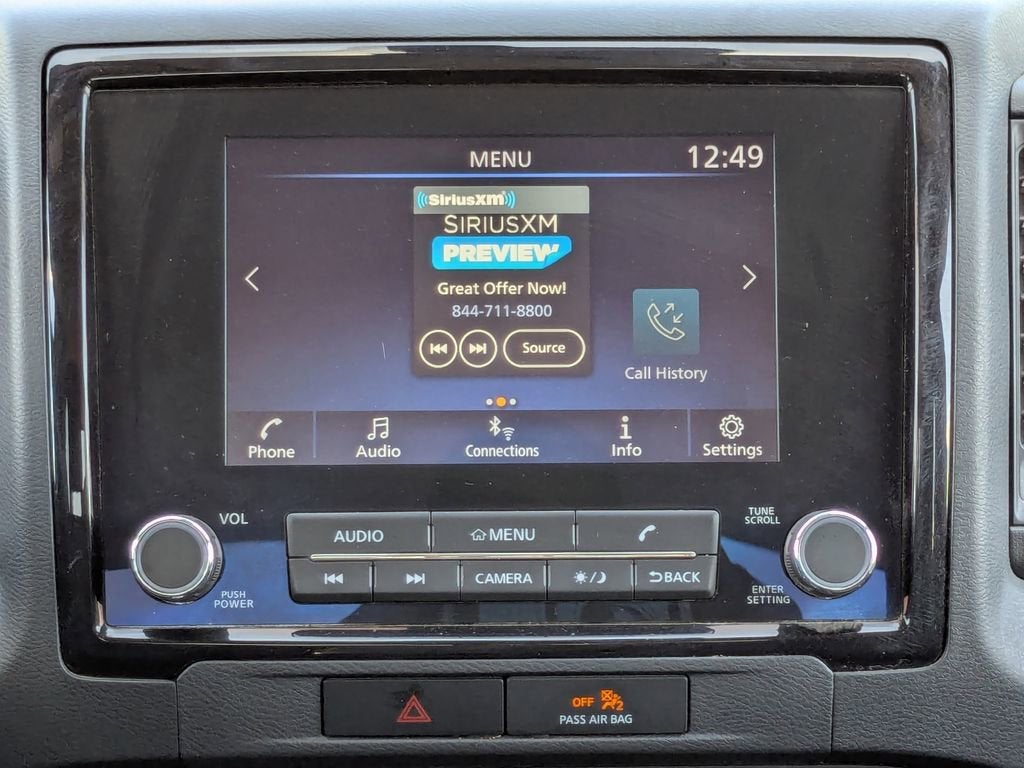 MENU
12:49
SiriusXM
SIRIUSXM
PREVIEW
Great Offer Now!
844-711-8800
Source
Call History
Phone
Audio
Connections
Info
Settings
VOL
PUSH
POWER
AUDIO
MENU
CAMERA
BACK
TUNE
SCROLL
ENTER
SETTING
OFF
2
PASS AIR BAG